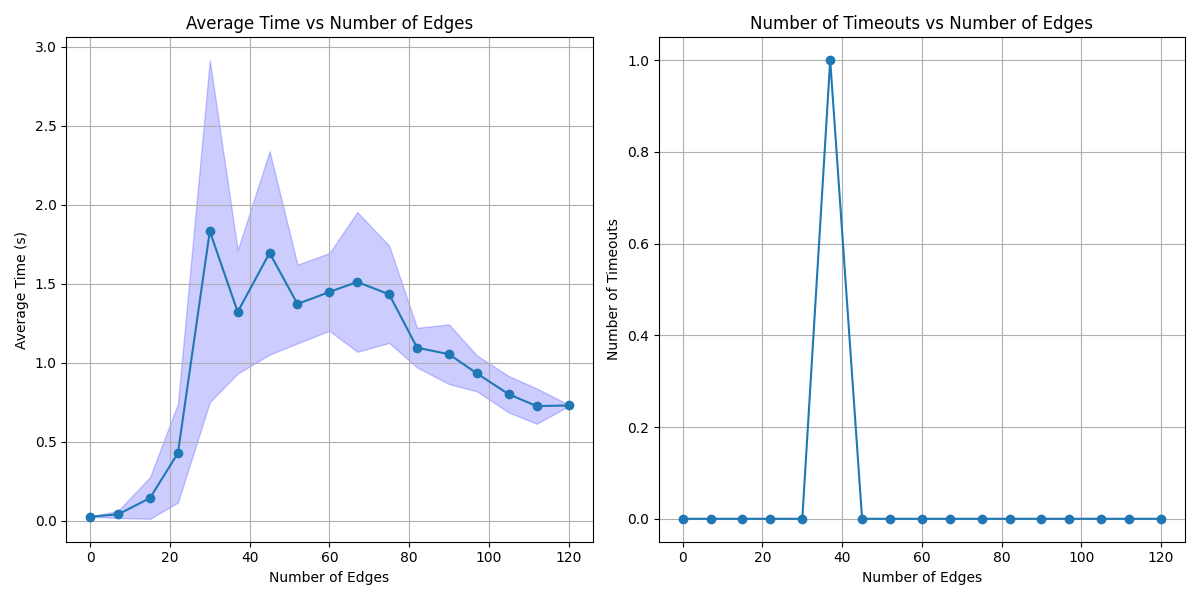 Average Time vs Number of Edges
Average Time (s)
3.0
2.5
2.0
1.5
1.0
0.5
0.0
0 20 40 60 80 100 120
Number of Edges
Number of Timeouts vs Number of Edges
Number of Timeouts
1.0
0.8
0.6
0.4
0.2
0.0
0 20 40 60 80 100 120
Number of Edges